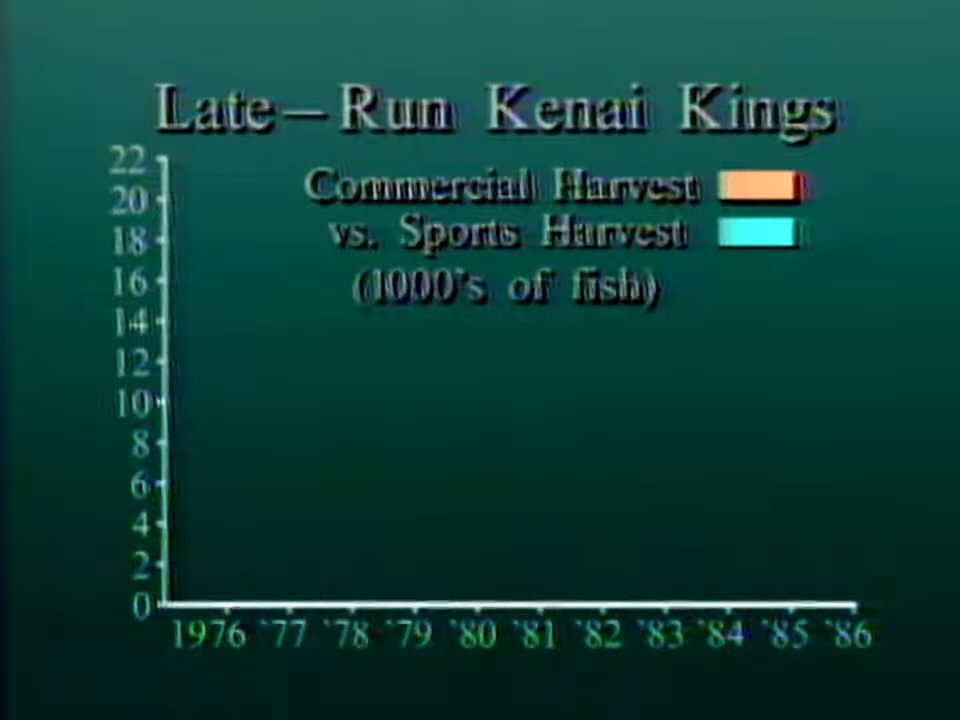 Late-Run Kenai Kings
Commercial Harvest
vs. Sports Harvest
(1000's of fish)
22
20
18
16
14
12
10
8
6
4
2
0
1976 '77 '78 '79 '80 '81 '82 '83 '84 '85 '86